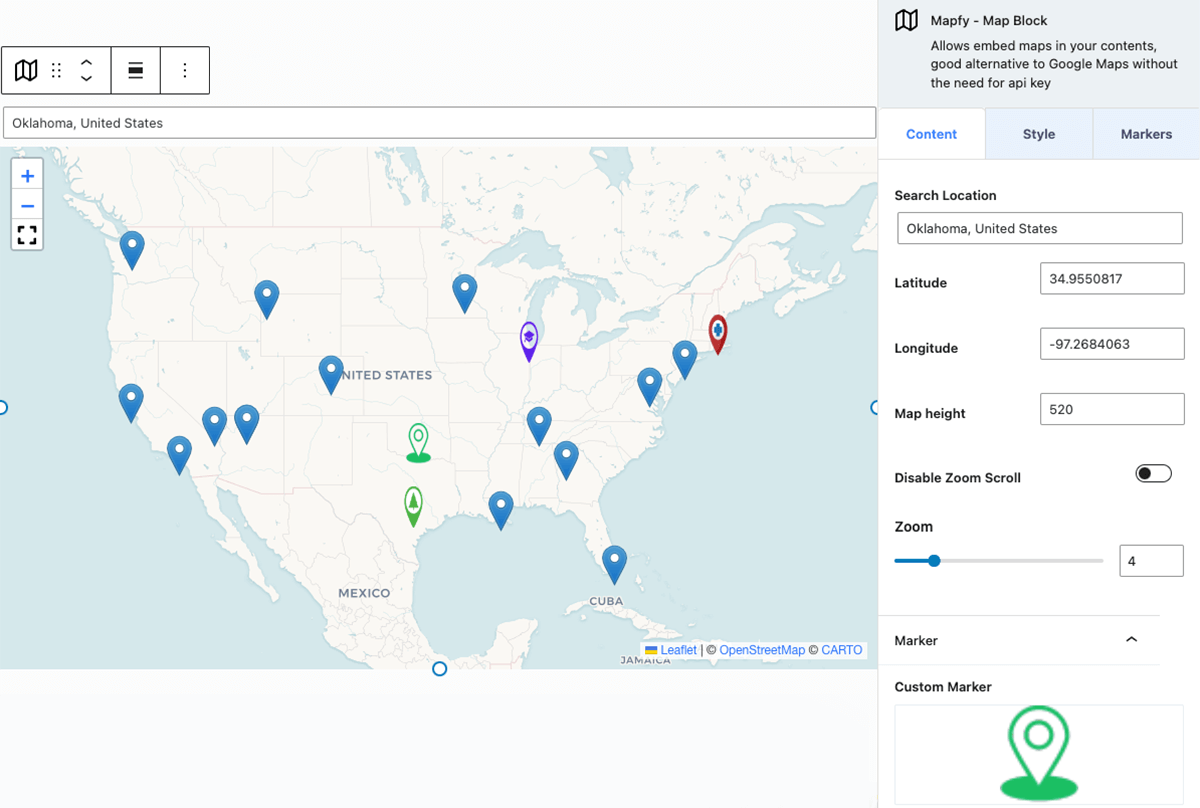 Mapfy - Map Block
Allows embed maps in your contents,
good alternative to Google Maps without
the need for api key
Oklahoma, United States
+
−
NITED STATES
MEXICO
CUBA
JAMAICA
Leaflet | © OpenStreetMap © CARTO
Content
Style
Markers
Search Location
Oklahoma, United States
Latitude
34.9550817
Longitude
-97.2684063
Map height
520
Disable Zoom Scroll
Zoom
4
Marker
Custom Marker